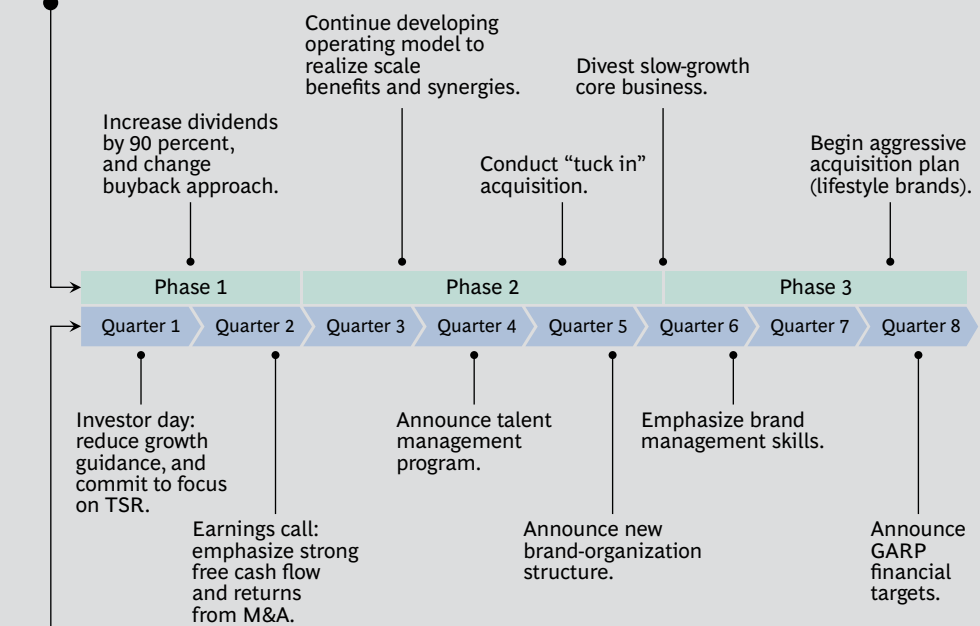 Continue developing
operating model to
realize scale
benefits and synergies.
Divest slow-growth
core business.
Increase dividends
by 90 percent,
and change
buyback approach.
Conduct “tuck in”
acquisition.
Begin aggressive
acquisition plan
(lifestyle brands).
Phase 1
Phase 2
Phase 3
Quarter 1
Quarter 2
Quarter 3
Quarter 4
Quarter 5
Quarter 6
Quarter 7
Quarter 8
Investor day:
reduce growth
guidance, and
commit to focus
on TSR.
Announce talent
management
program.
Emphasize brand
management skills.
Earnings call:
emphasize strong
free cash flow
and returns
from M&A.
Announce new
brand-organization
structure.
Announce
GARP
financial
targets.